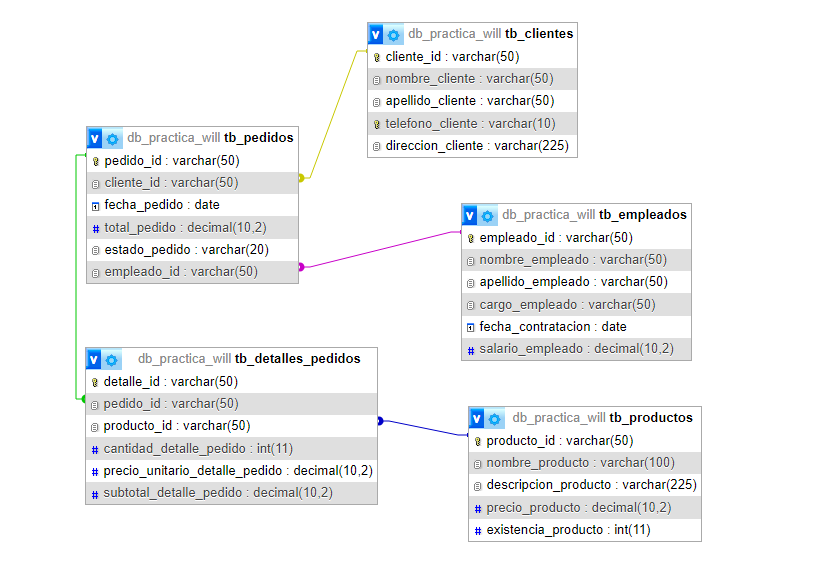 v db_practica_will tb_clientes
cliente_id : varchar(50)
nombre_cliente : varchar(50)
apellido_cliente : varchar(50)
telefono_cliente : varchar(10)
direccion_cliente : varchar(225)
v db_practica_will tb_pedidos
pedido_id : varchar(50)
cliente_id : varchar(50)
fecha_pedido : date
# total_pedido : decimal(10,2)
estado_pedido : varchar(20)
empleado_id : varchar(50)
v db_practica_will tb_empleados
empleado_id : varchar(50)
nombre_empleado : varchar(50)
apellido_empleado : varchar(50)
cargo_empleado : varchar(50)
fecha_contratacion : date
# salario_empleado : decimal(10,2)
v db_practica_will tb_detalles_pedidos
detalle_id : varchar(50)
pedido_id : varchar(50)
producto_id : varchar(50)
# cantidad_detalle_pedido : int(11)
# precio_unitario_detalle_pedido : decimal(10,2)
# subtotal_detalle_pedido : decimal(10,2)
v db_practica_will tb_productos
producto_id : varchar(50)
nombre_producto : varchar(100)
descripcion_producto : varchar(225)
# precio_producto : decimal(10,2)
# existencia_producto : int(11)